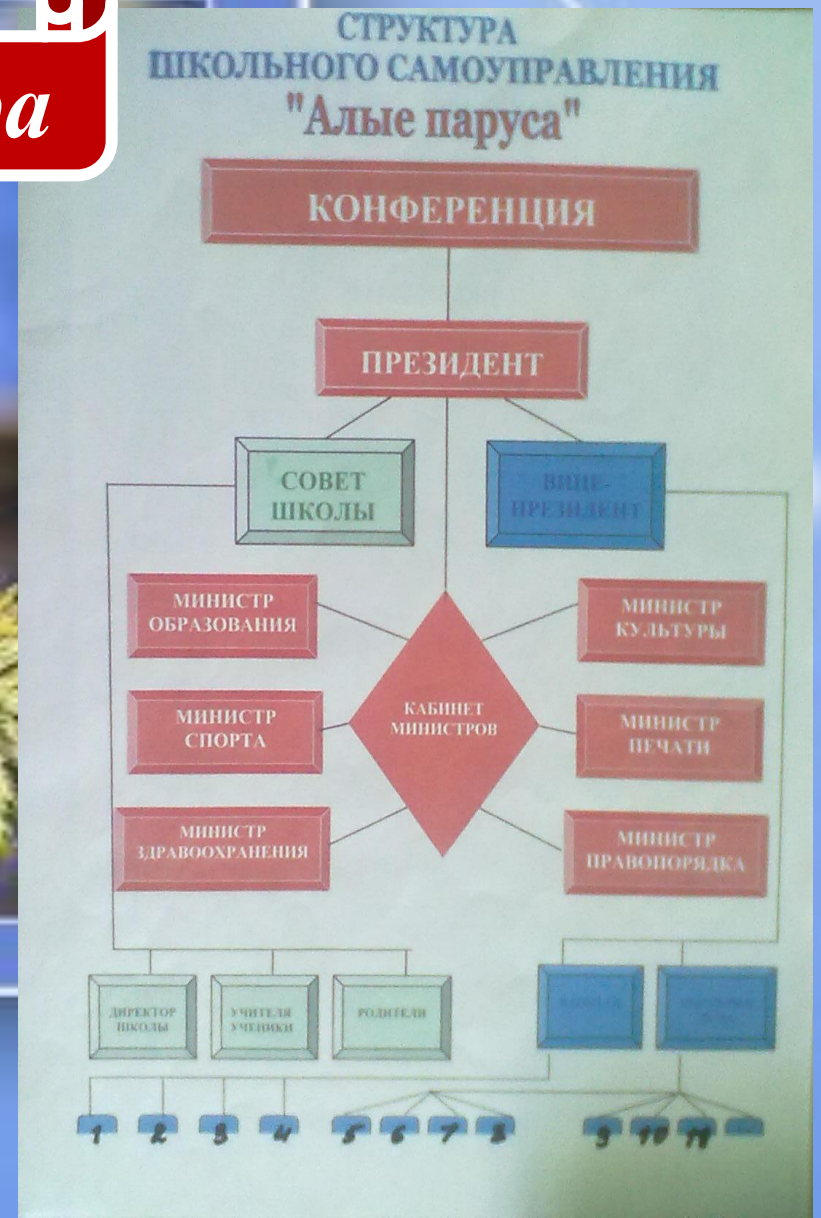 СТРУКТУРА
ШКОЛЬНОГО САМОУПРАВЛЕНИЯ
"Алые паруса"
КОНФЕРЕНЦИЯ
ПРЕЗИДЕНТ
СОВЕТ
ШКОЛЫ
ВИЦЕ-
ПРЕЗИДЕНТ
МИНИСТР
ОБРАЗОВАНИЯ
МИНИСТР
КУЛЬТУРЫ
КАБИНЕТ
МИНИСТРОВ
МИНИСТР
СПОРТА
МИНИСТР
ПЕЧАТИ
МИНИСТР
ЗДРАВООХРАНЕНИЯ
МИНИСТР
ПРАВОПОРЯДКА
ДИРЕКТОР
ШКОЛЫ
УЧИТЕЛЯ
УЧЕНИКИ
РОДИТЕЛИ
1 2 3 4 5 6 7 8 9 10 11